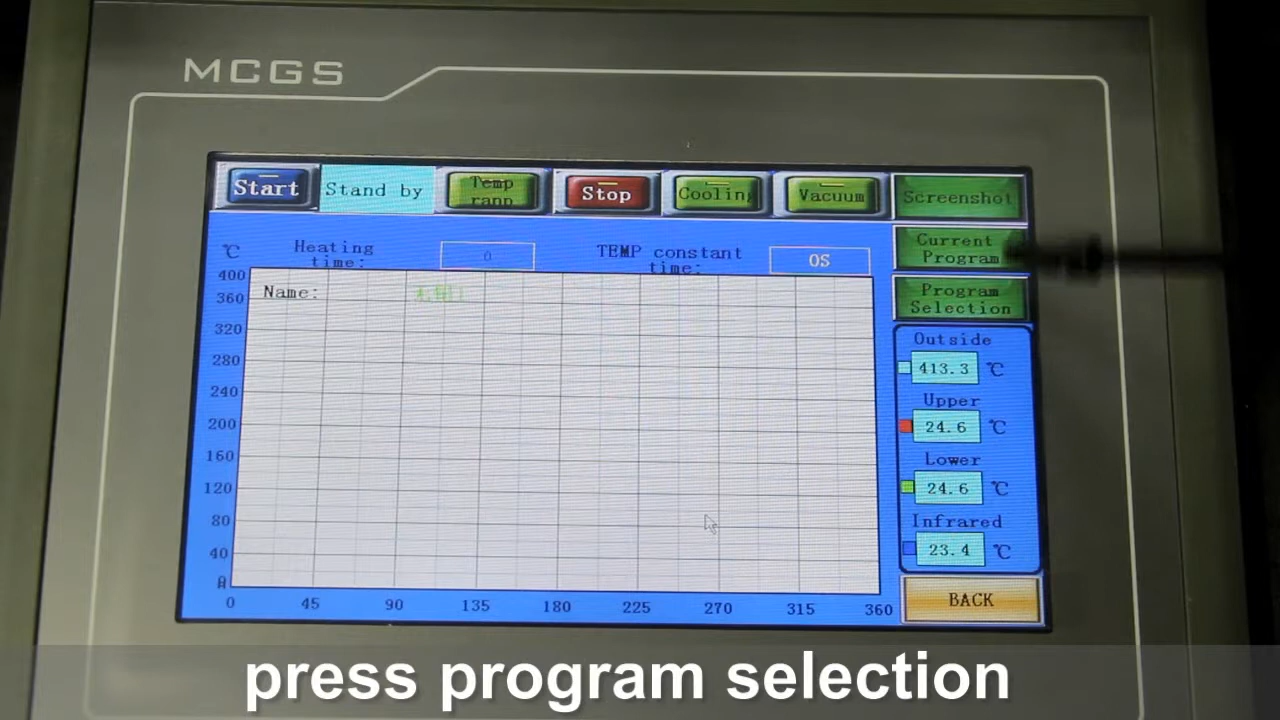 MCGS
Start
Stand by
Temp
Stop
Cooling
Vacuum
Screenshot
Heating
time:
0
TEMP constant
time:
0S
Current
Program
Program
Selection
℃
400
360
320
280
240
200
160
120
80
40
0
Name:
0
45
90
135
180
225
270
315
360
Outside
413.3 ℃
Upper
24.6 ℃
Lower
24.6 ℃
Infrared
23.4 ℃
BACK
press program selection